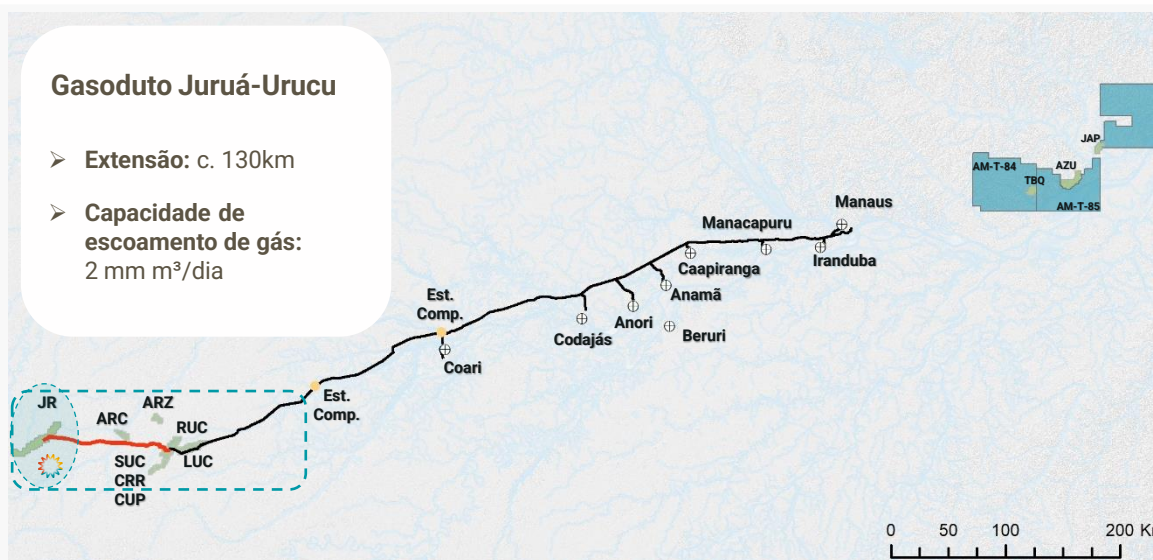 Gasoduto Juruá-Urucu
➢ Extensão: c. 130km
➢ Capacidade de
escoamento de gás:
2 mm m³/dia
JAP
AM-T-84
AZU
TBQ
AM-T-85
Manaus
Manacapuru
Iranduba
Caapiranga
Anamã
Est.
Comp.
Anori
Codajás
Beruri
Coari
Est.
Comp.
JR
ARZ
ARC
RUC
SUC
LUC
CRR
CUP
0 50 100 200 Km